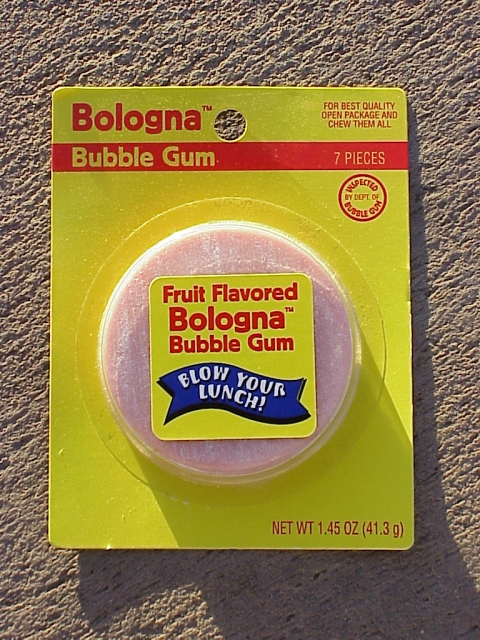 Bologna™
FOR BEST QUALITY
OPEN PACKAGE AND
CHEW THEM ALL
Bubble Gum
7 PIECES
INSPECTED
BY DEPT. OF
BUBBLE GUM
Fruit Flavored
Bologna™
Bubble Gum
BLOW YOUR
LUNCH!
NET WT 1.45 OZ (41.3 g)